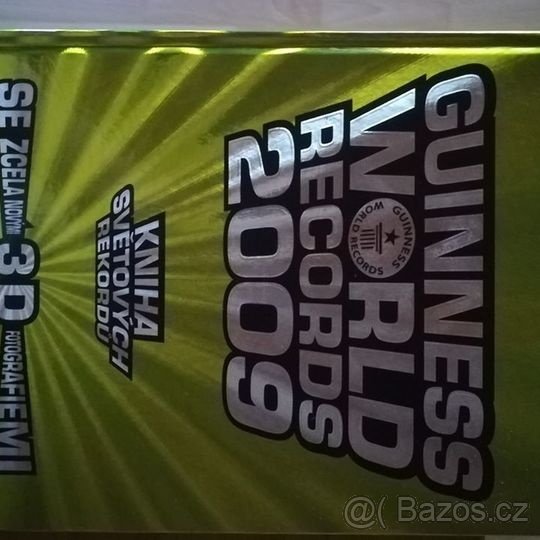 GUINNESS
WORLD
GUINNESS
WORLD RECORDS
RECORDS
2009
KNIHA
SVĚTOVÝCH
REKORDŮ
SE ZCELA NOVÝMI 3D FOTOGRAFIEMI
@( Bazos.cz